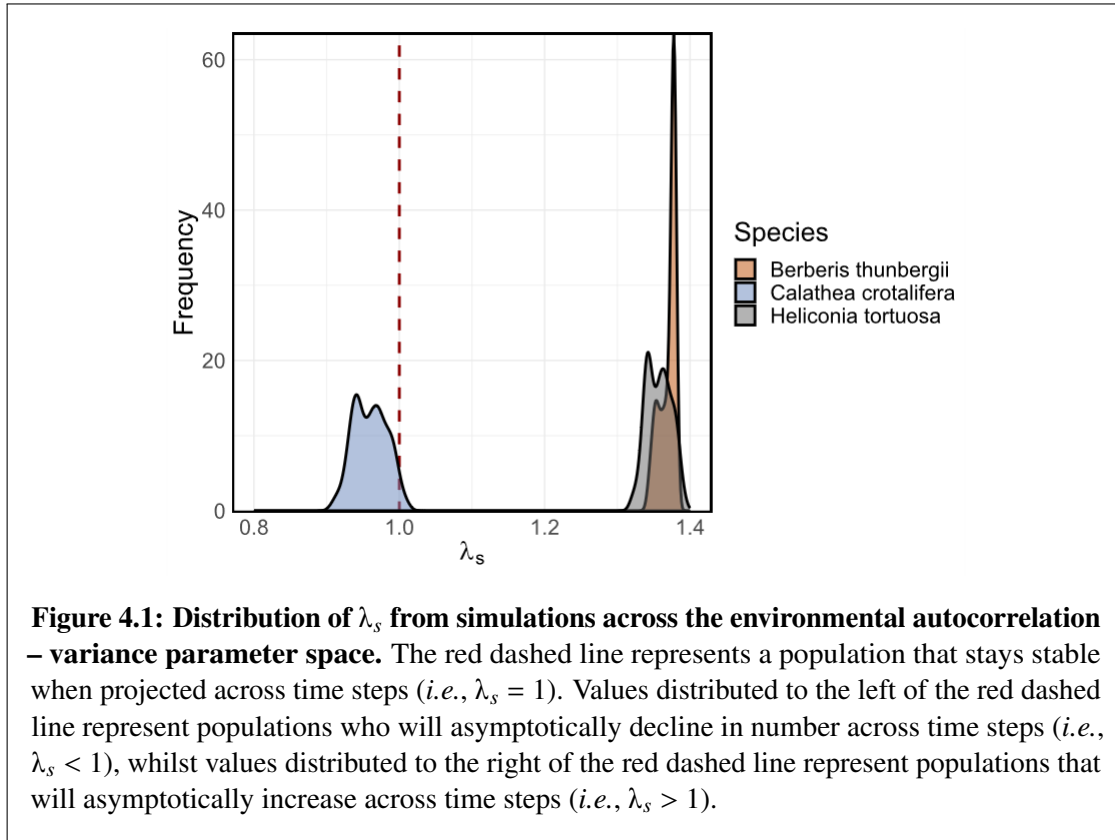 60
40
20
0
Frequency
0.8
1.0
1.2
1.4
λs
Species
Berberis thunbergii
Calathea crotalifera
Heliconia tortuosa
Figure 4.1: Distribution of λs from simulations across the environmental autocorrelation
– variance parameter space. The red dashed line represents a population that stays stable
when projected across time steps (i.e., λs = 1). Values distributed to the left of the red dashed
line represent populations who will asymptotically decline in number across time steps (i.e.,
λs < 1), whilst values distributed to the right of the red dashed line represent populations that
will asymptotically increase across time steps (i.e., λs > 1).